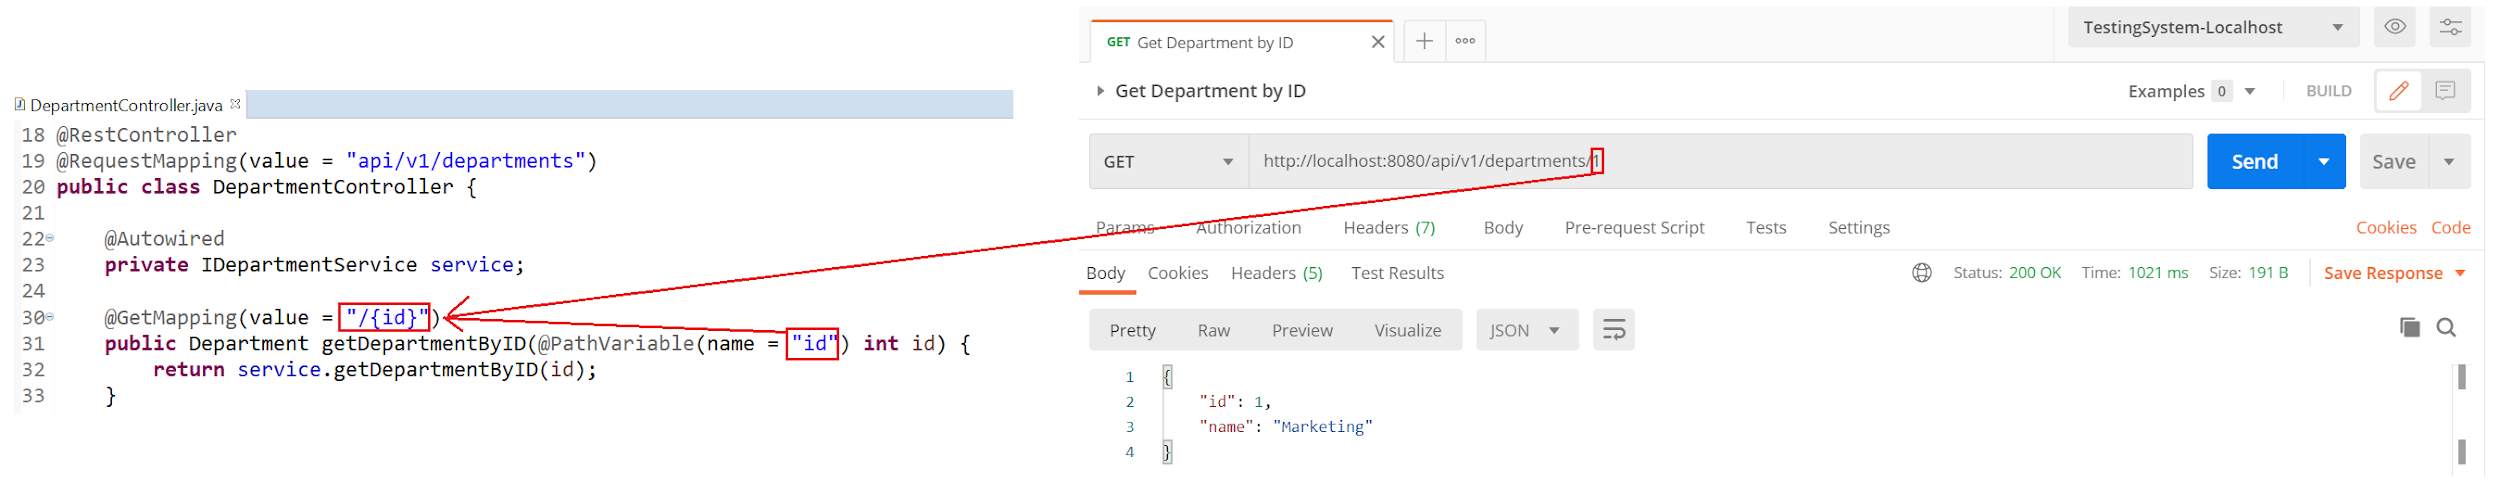 DepartmentController.java
18 @RestController
19 @RequestMapping(value = "api/v1/departments")
20 public class DepartmentController {
21
22 @Autowired
23 private IDepartmentService service;
24
30 @GetMapping(value = "/{id}")
31 public Department getDepartmentByID(@PathVariable(name = "id") int id) {
32 return service.getDepartmentByID(id);
33 }
GET Get Department by ID
TestingSystem-Localhost
Get Department by ID
Examples 0 BUILD
GET http://localhost:8080/api/v1/departments/1 Send Save
Params Authorization Headers (7) Body Pre-request Script Tests Settings Cookies Code
Body Cookies Headers (5) Test Results Status: 200 OK Time: 1021 ms Size: 191 B Save Response
Pretty Raw Preview Visualize JSON
1 {
2 "id": 1,
3 "name": "Marketing"
4 }